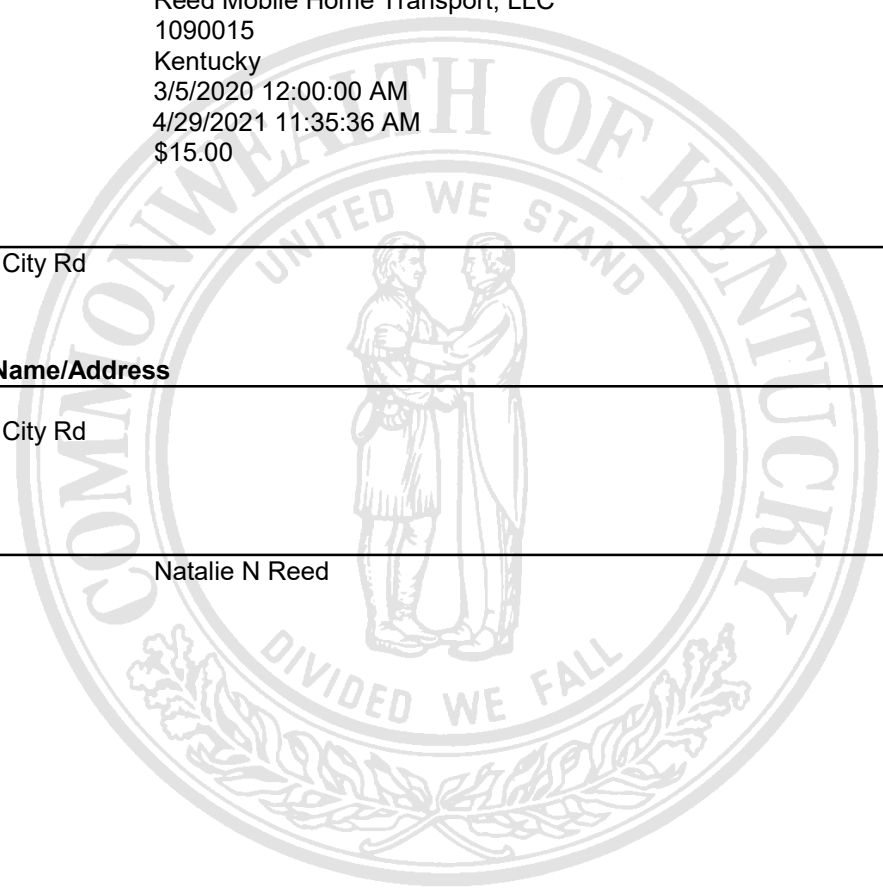 Reed Mobile Home Transport, LLC
1090015
Kentucky
3/5/2020 12:00:00 AM
4/29/2021 11:35:36 AM
$15.00
City Rd
Name/Address
City Rd
Natalie N Reed
COMMONWEALTH OF KENTUCKY
UNITED WE STAND
DIVIDED WE FALL